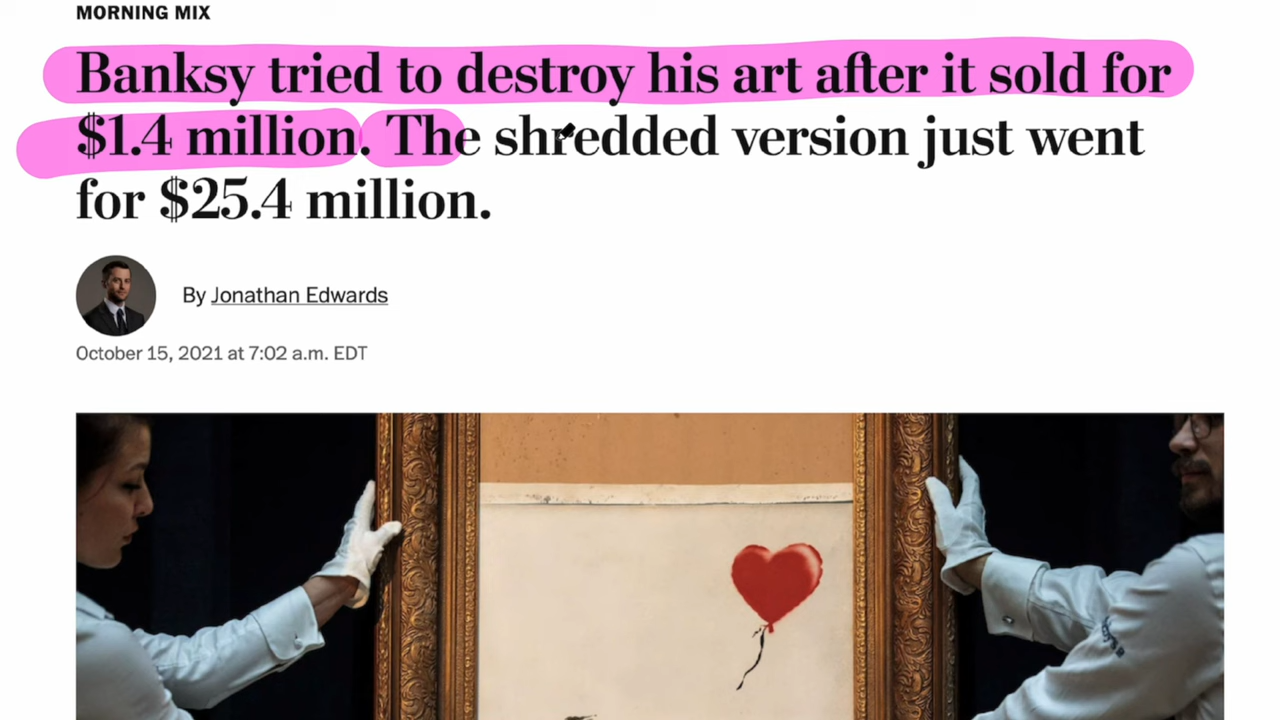 MORNING MIX
Banksy tried to destroy his art after it sold for
$1.4 million. The shredded version just went
for $25.4 million.
By Jonathan Edwards
October 15, 2021 at 7:02 a.m. EDT